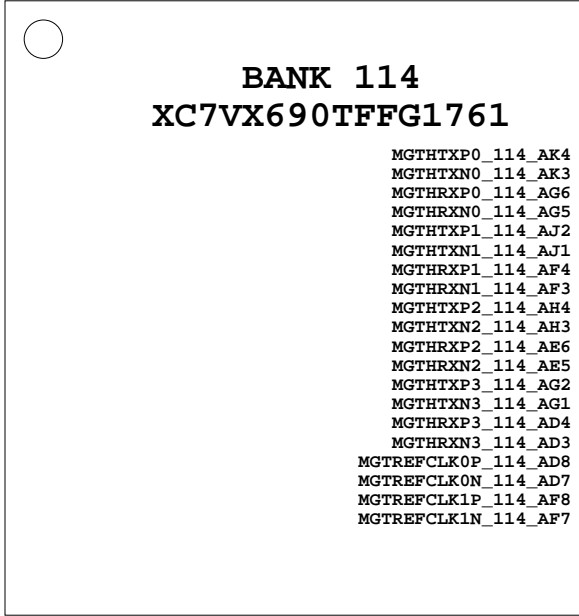 BANK 114
XC7VX690TFFG1761
MGTHTXP0_114_AK4
MGTHTXN0_114_AK3
MGTHRXP0_114_AG6
MGTHRXN0_114_AG5
MGTHTXP1_114_AJ2
MGTHTXN1_114_AJ1
MGTHRXP1_114_AF4
MGTHRXN1_114_AF3
MGTHTXP2_114_AH4
MGTHTXN2_114_AH3
MGTHRXP2_114_AE6
MGTHRXN2_114_AE5
MGTHTXP3_114_AG2
MGTHTXN3_114_AG1
MGTHRXP3_114_AD4
MGTHRXN3_114_AD3
MGTREFCLK0P_114_AD8
MGTREFCLK0N_114_AD7
MGTREFCLK1P_114_AF8
MGTREFCLK1N_114_AF7